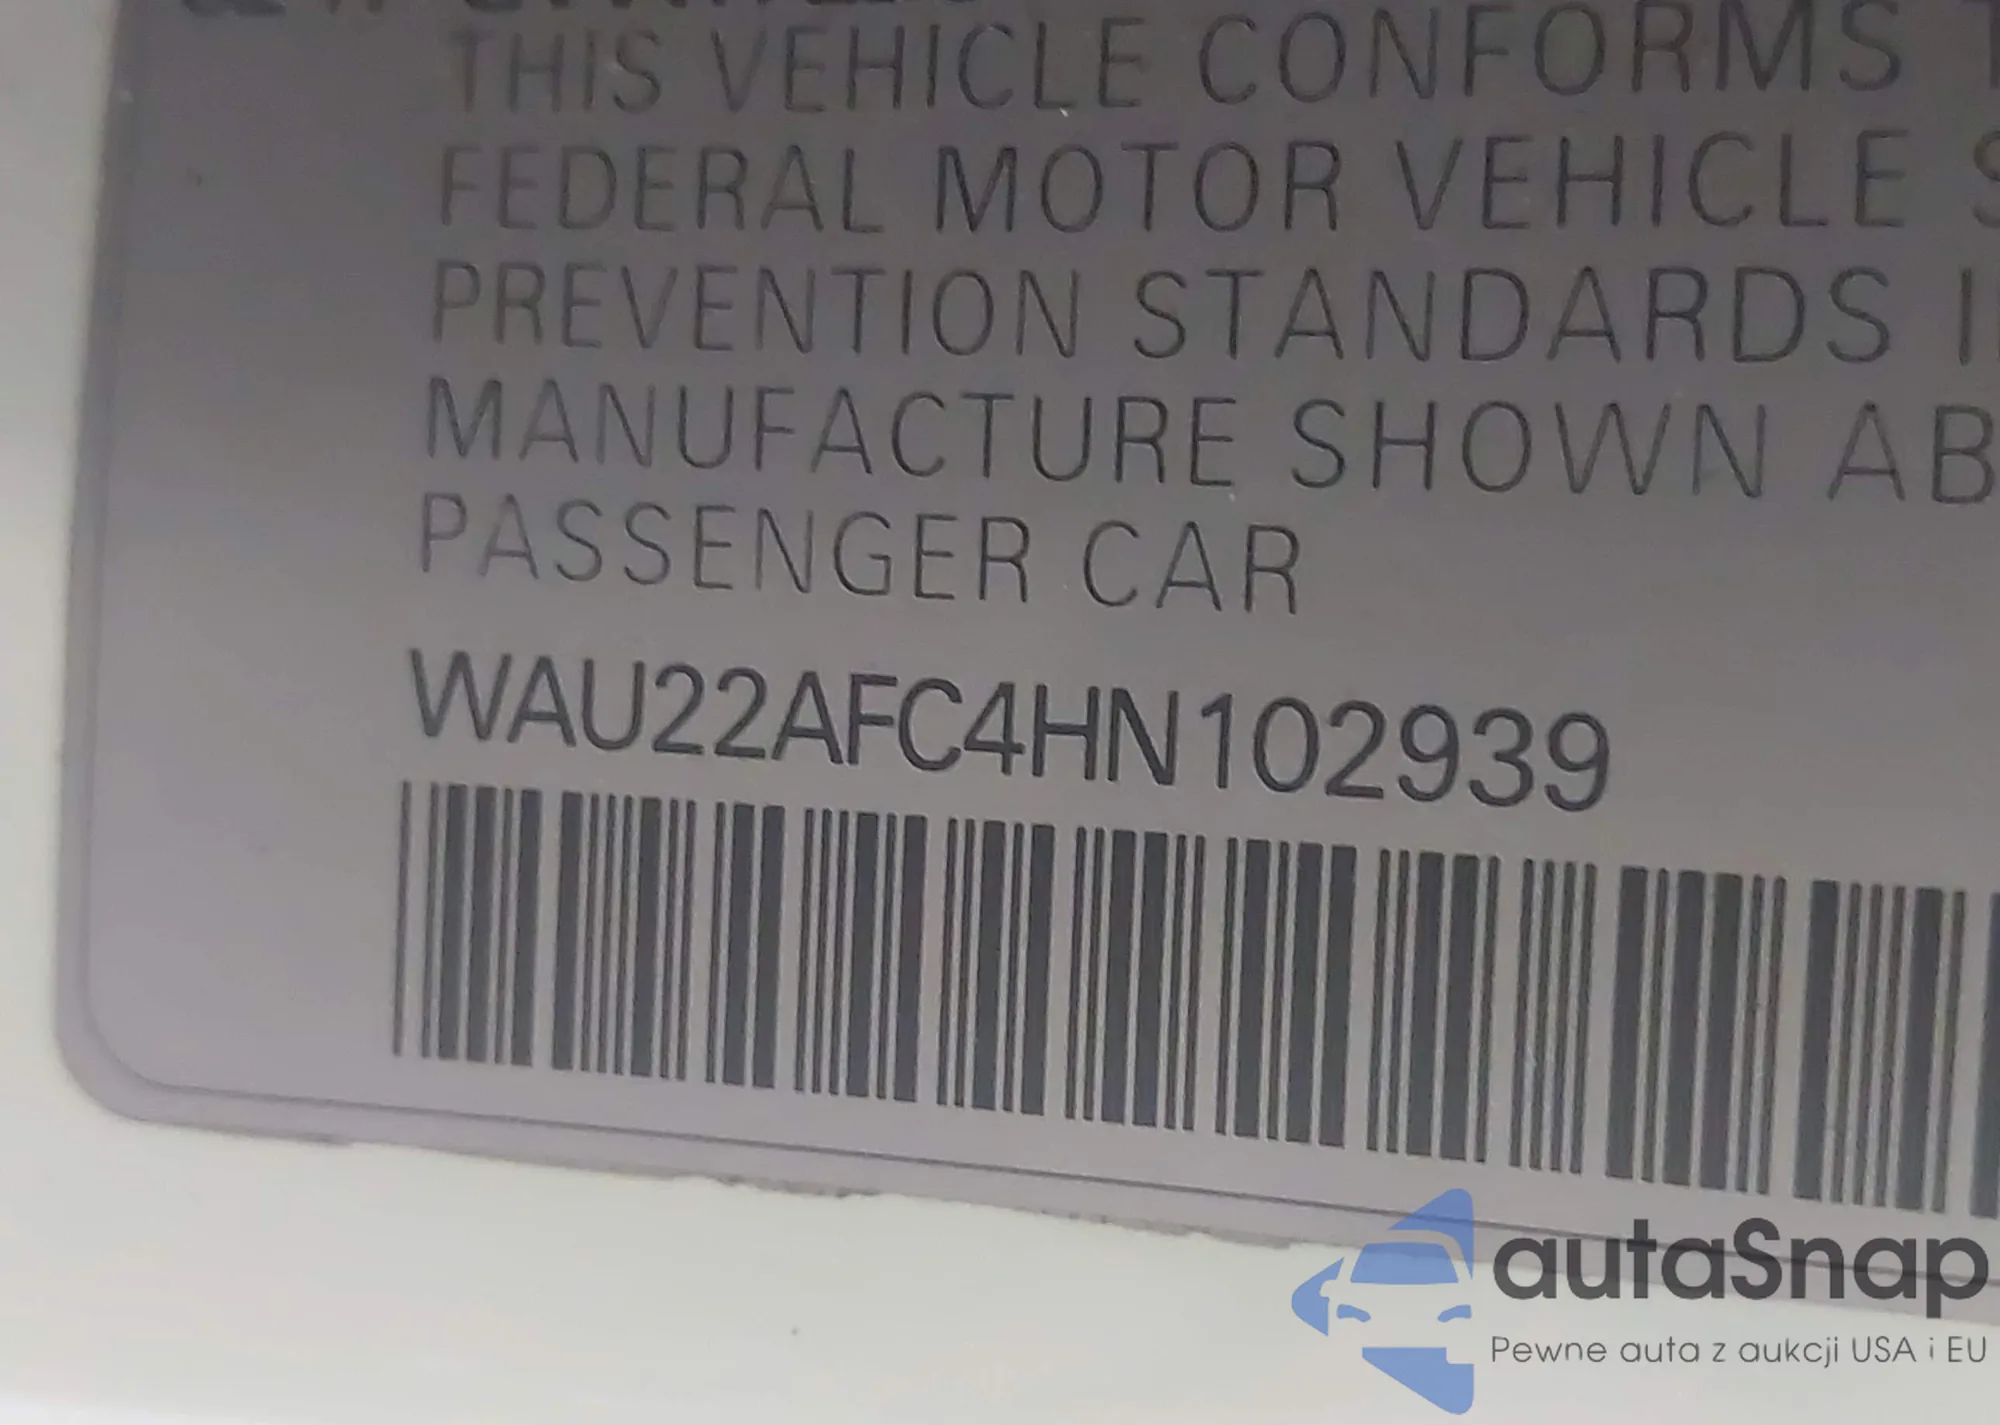 THIS VEHICLE CONFORMS T
FEDERAL MOTOR VEHICLE S
PREVENTION STANDARDS I
MANUFACTURE SHOWN AB
PASSENGER CAR
WAU22AFC4HN102939
autaSnap
Pewne auta z aukcji USA i EU